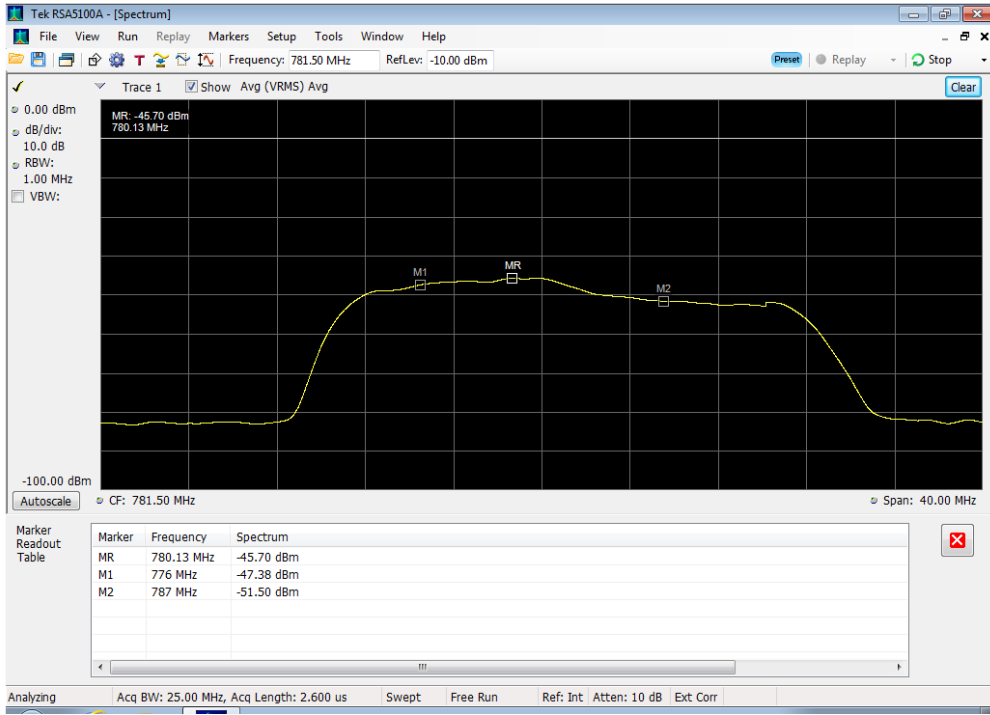 Tek RSA5100A - [Spectrum]
File View Run Replay Markers Setup Tools Window Help
T Frequency: 781.50 MHz RefLev: -10.00 dBm Preset Replay Stop
Trace 1 Show Avg (VRMS) Avg Clear
0.00 dBm
dB/div:
10.0 dB
RBW:
1.00 MHz
VBW:
MR: -45.70 dBm
780.13 MHz
M1 MR M2
-100.00 dBm
Autoscale CF: 781.50 MHz Span: 40.00 MHz
Marker
Readout
Table
Marker Frequency Spectrum
MR 780.13 MHz -45.70 dBm
M1 776 MHz -47.38 dBm
M2 787 MHz -51.50 dBm
Analyzing Acq BW: 25.00 MHz, Acq Length: 2.600 us Swept Free Run Ref: Int Atten: 10 dB Ext Corr